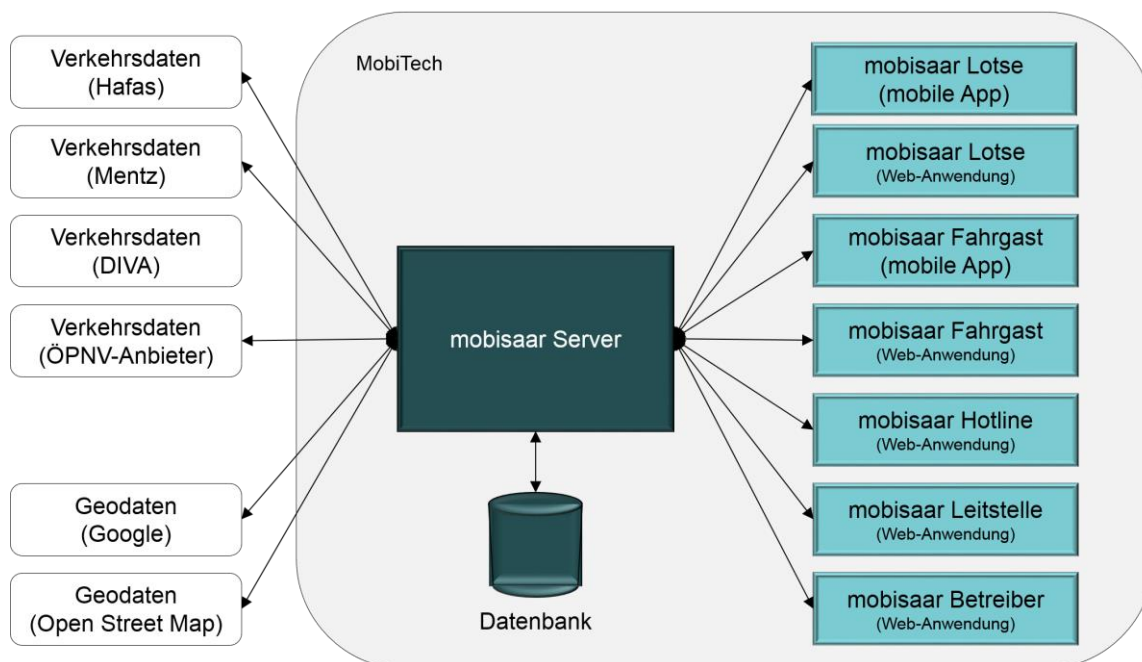 Verkehrsdaten
(Hafas)
Verkehrsdaten
(Mentz)
Verkehrsdaten
(DIVA)
Verkehrsdaten
(ÖPNV-Anbieter)
Geodaten
(Google)
Geodaten
(Open Street Map)
MobiTech
mobisaar Server
Datenbank
mobisaar Lotse
(mobile App)
mobisaar Lotse
(Web-Anwendung)
mobisaar Fahrgast
(mobile App)
mobisaar Fahrgast
(Web-Anwendung)
mobisaar Hotline
(Web-Anwendung)
mobisaar Leitstelle
(Web-Anwendung)
mobisaar Betreiber
(Web-Anwendung)